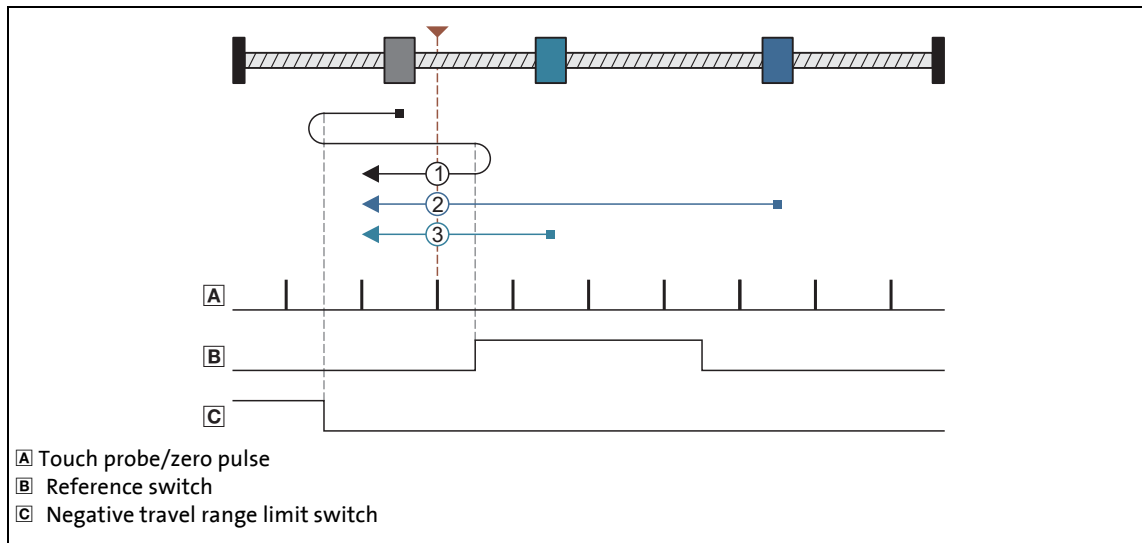 1
2
3
A
B
C
A Touch probe/zero pulse
B Reference switch
C Negative travel range limit switch